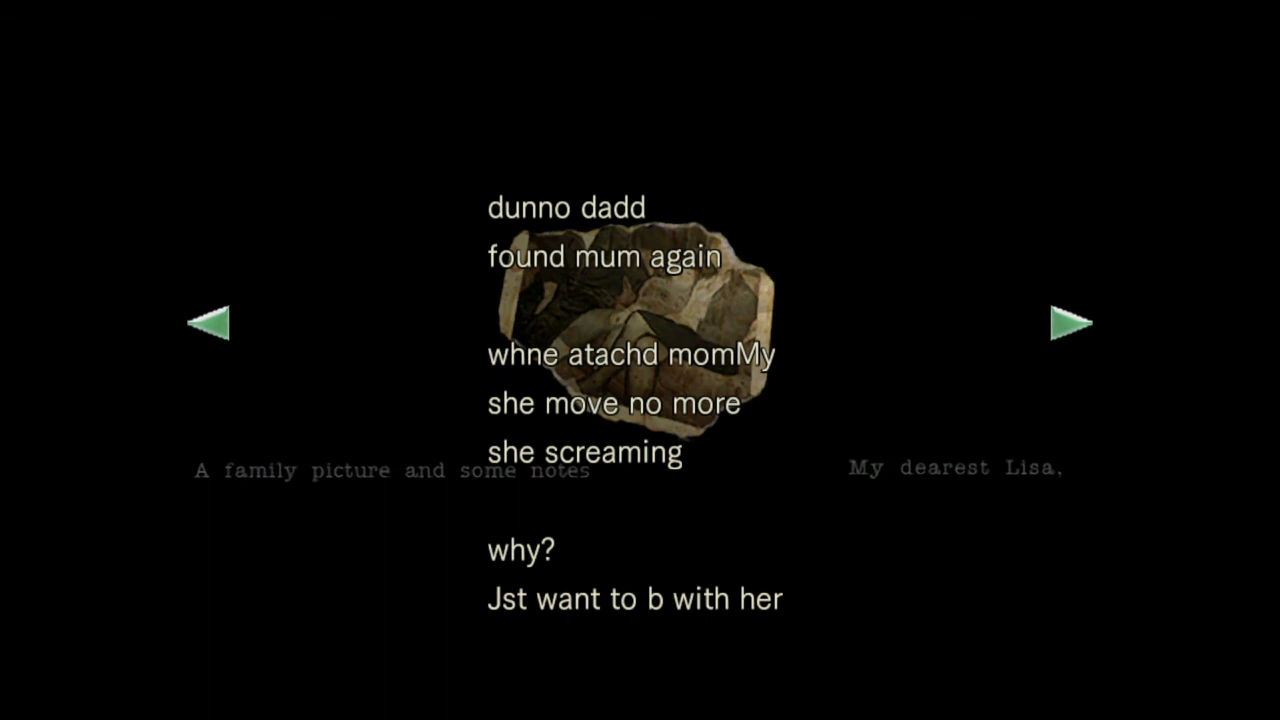 dunno dadd
found mum again
whne atachd momMy
she move no more
she screaming
A family picture and some notes
My dearest Lisa,
why?
Jst want to b with her